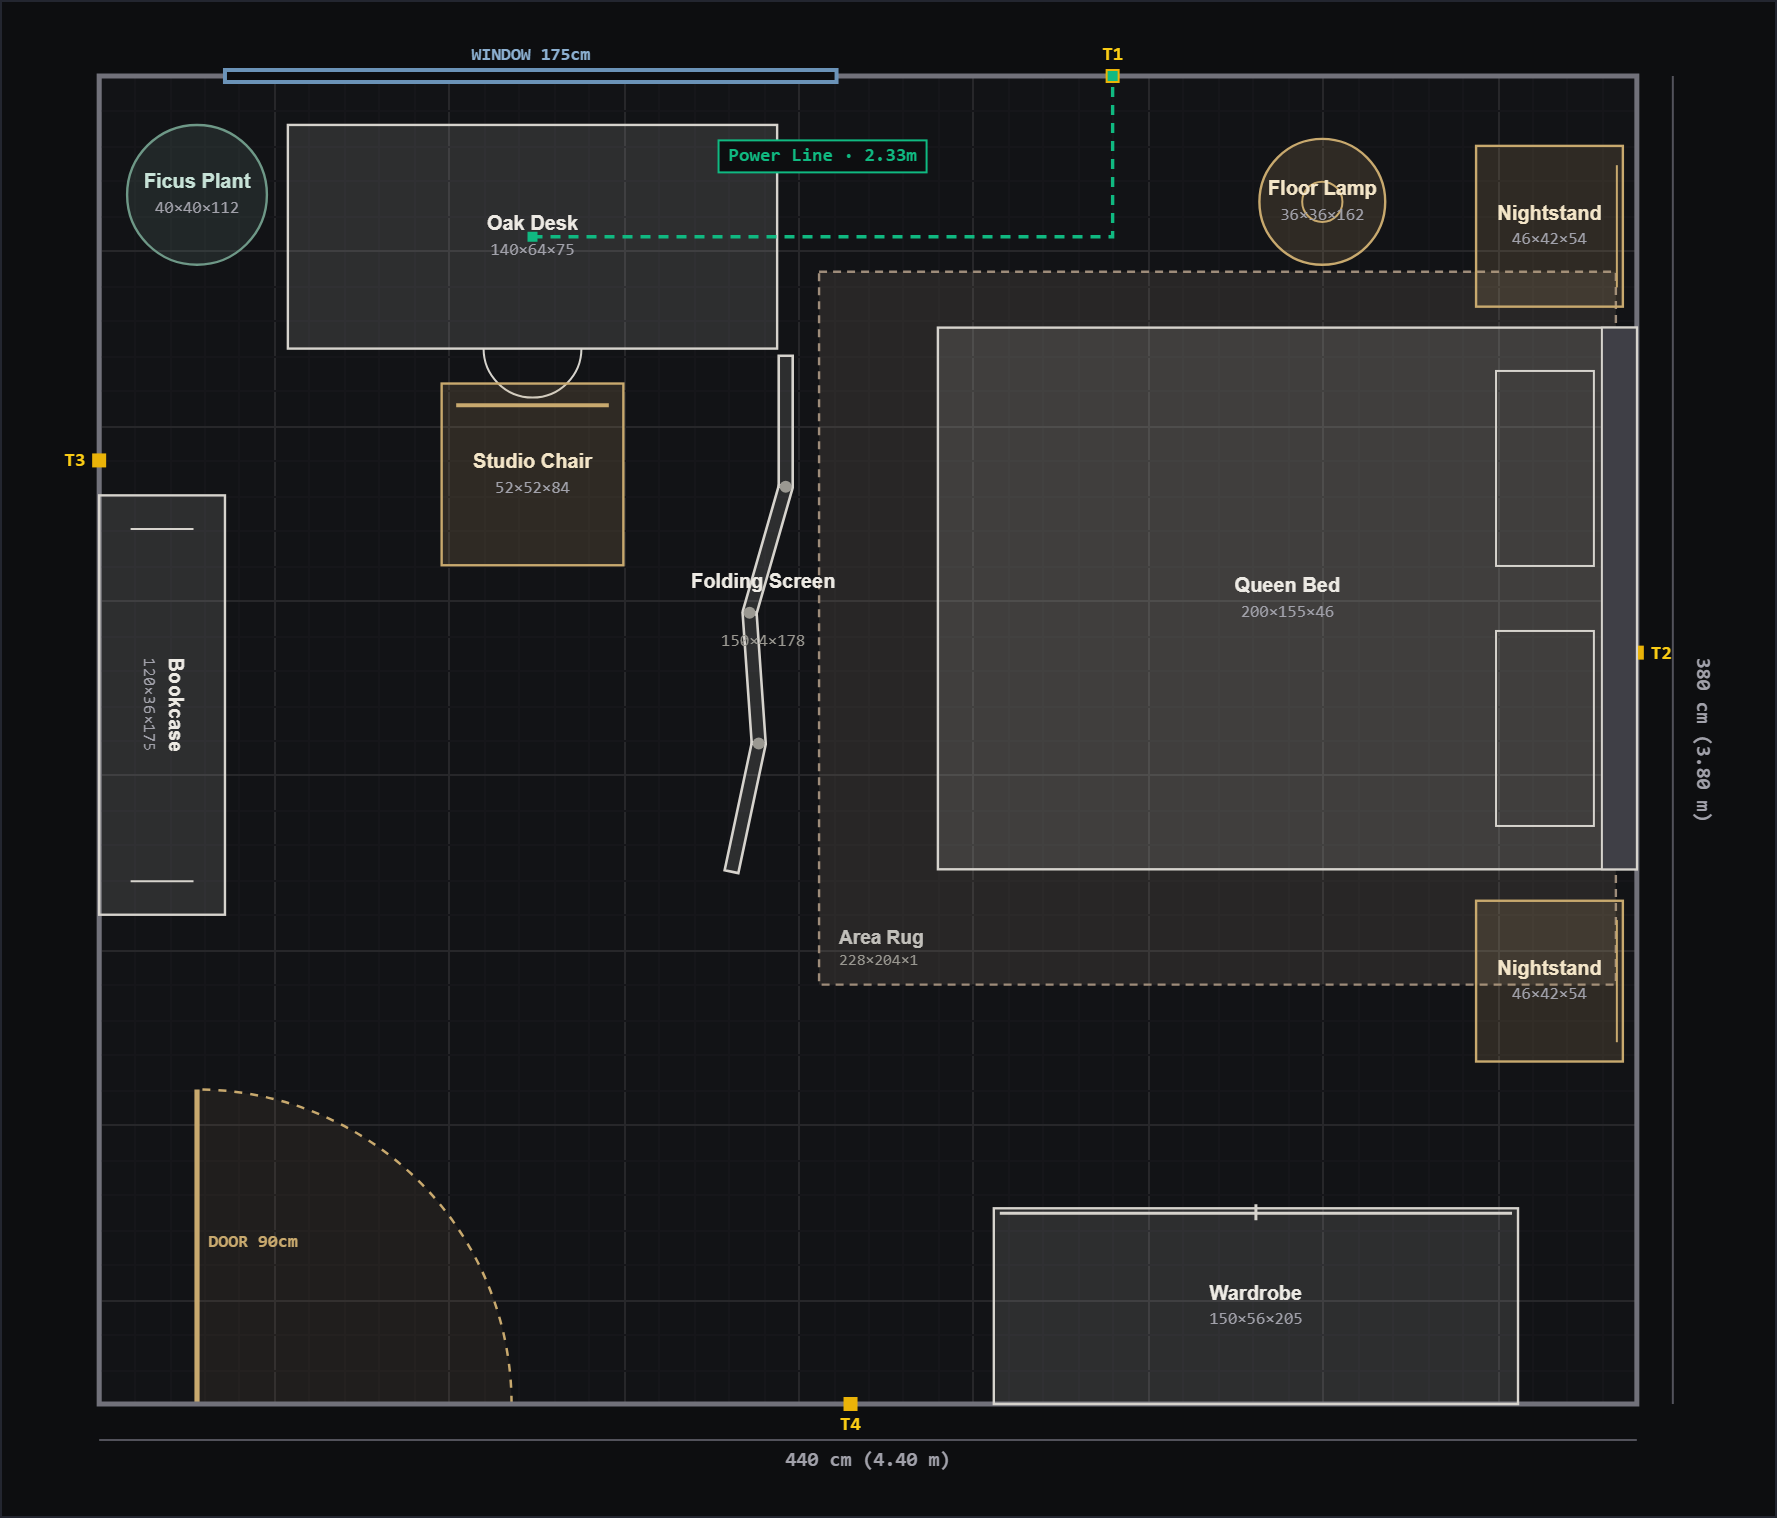 WINDOW 175cm
T1
Power Line · 2.33m
Ficus Plant
40×40×112
Oak Desk
140×64×75
Floor Lamp
36×36×162
Nightstand
46×42×54
T3
Studio Chair
52×52×84
Folding Screen
150×4×178
Queen Bed
200×155×46
T2
380 cm (3.80 m)
Bookcase
120×36×175
Area Rug
228×204×1
Nightstand
46×42×54
DOOR 90cm
Wardrobe
150×56×205
T4
440 cm (4.40 m)